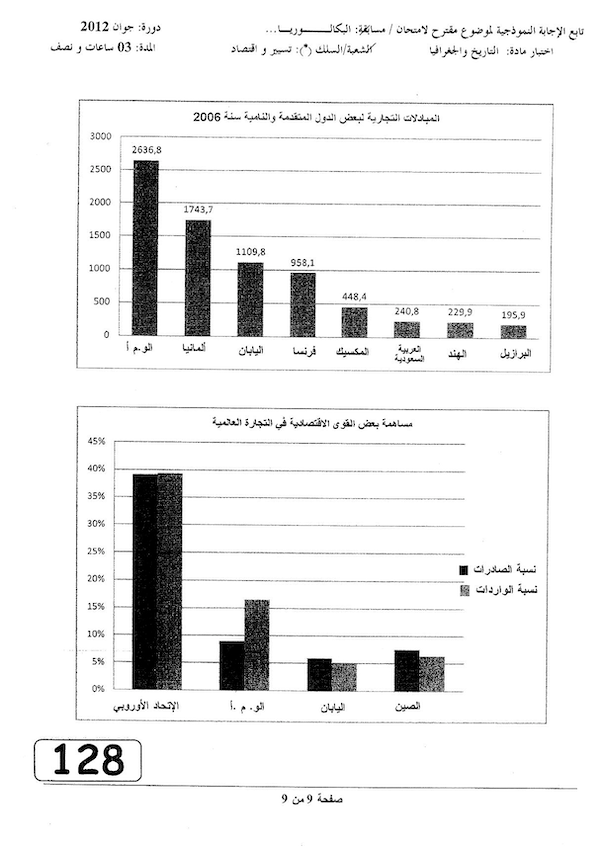 تابع الإجابة النموذجية لموضوع مقترح لامتحان / مسابقة: البكالـــــوريـــا... دورة: جوان 2012
اختبار مادة: التاريخ والجغرافيا الشعبة/السلك (*): تسيير و اقتصاد المدة: 03 ساعات و نصف
المبادلات التجارية لبعض الدول المتقدمة والنامية سنة 2006
3000
2500
2000
1500
1000
500
0
2636,8
1743,7
1109,8
958,1
448,4
240,8
229,9
195,9
الو.م أ
ألمانيا
اليابان
فرنسا
المكسيك
العربية
السعودية
الهند
البرازيل
مساهمة بعض القوى الاقتصادية في التجارة العالمية
45%
40%
35%
30%
25%
20%
15%
10%
5%
0%
نسبة الصادرات
نسبة الواردات
الإتحاد الأوروبي
الو. م .أ
اليابان
الصين
128
صفحة 9 من 9